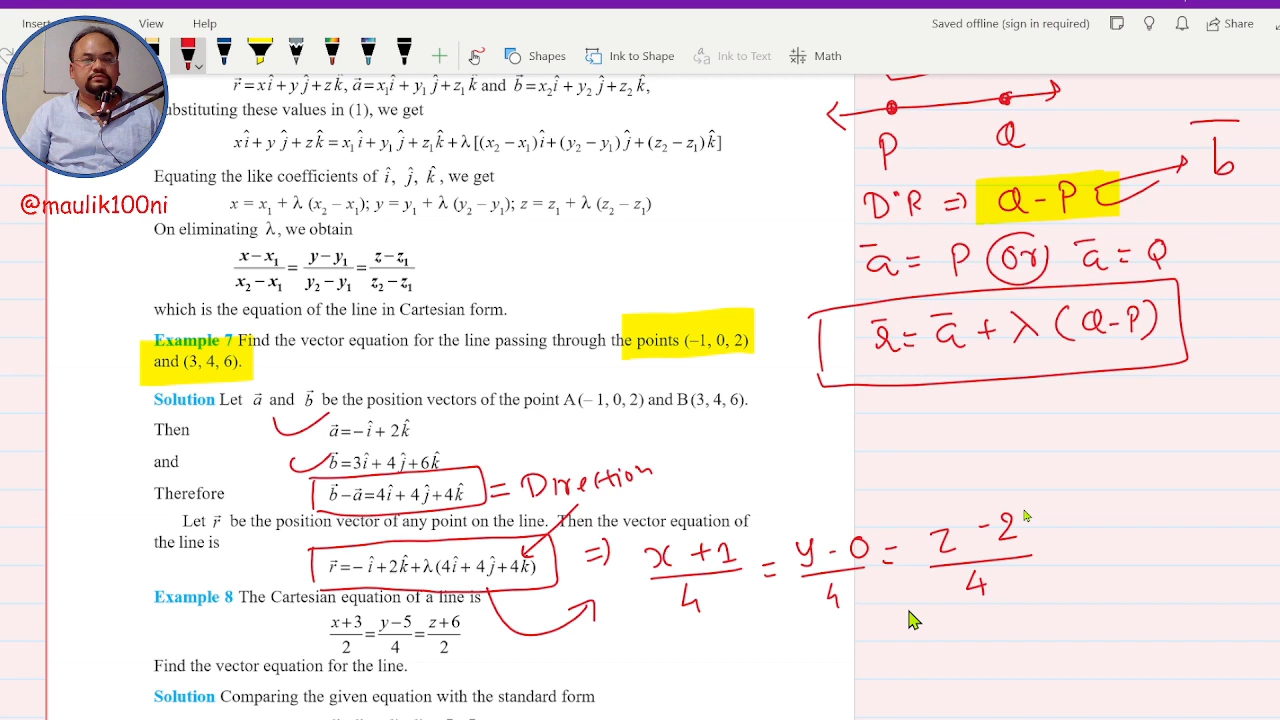 Insert View Help Saved offline (sign in required) Share
Shapes Ink to Shape Ink to Text Math
@maulik100ni
r⃗ = xî + yĵ + zk̂, a⃗ = x₁î + y₁ĵ + z₁k̂ and b⃗ = x₂î + y₂ĵ + z₂k̂,
ubstituting these values in (1), we get
xî + yĵ + zk̂ = x₁î + y₁ĵ + z₁k̂ + λ [(x₂ − x₁)î + (y₂ − y₁)ĵ + (z₂ − z₁)k̂]
Equating the like coefficients of î, ĵ, k̂, we get
x = x₁ + λ (x₂ − x₁); y = y₁ + λ (y₂ − y₁); z = z₁ + λ (z₂ − z₁)
On eliminating λ, we obtain
(x − x₁)/(x₂ − x₁) = (y − y₁)/(y₂ − y₁) = (z − z₁)/(z₂ − z₁)
which is the equation of the line in Cartesian form.
Example 7 Find the vector equation for the line passing through the points (–1, 0, 2)
and (3, 4, 6).
Solution Let a⃗ and b⃗ be the position vectors of the point A (– 1, 0, 2) and B (3, 4, 6).
Then a⃗ = −î + 2k̂
and b⃗ = 3î + 4ĵ + 6k̂
Therefore b⃗ − a⃗ = 4î + 4ĵ + 4k̂ = Direction
Let r⃗ be the position vector of any point on the line. Then the vector equation of
the line is
r⃗ = −î + 2k̂ + λ (4î + 4ĵ + 4k̂) ⇒ (x + 1)/4 = (y − 0)/4 = (z − 2)/4
Example 8 The Cartesian equation of a line is
(x + 3)/2 = (y − 5)/4 = (z + 6)/2
Find the vector equation for the line.
Solution Comparing the given equation with the standard form
P Q
D.R ⇒ Q - P b̄
ā = P or ā = Q
r̄ = ā + λ (Q-P)